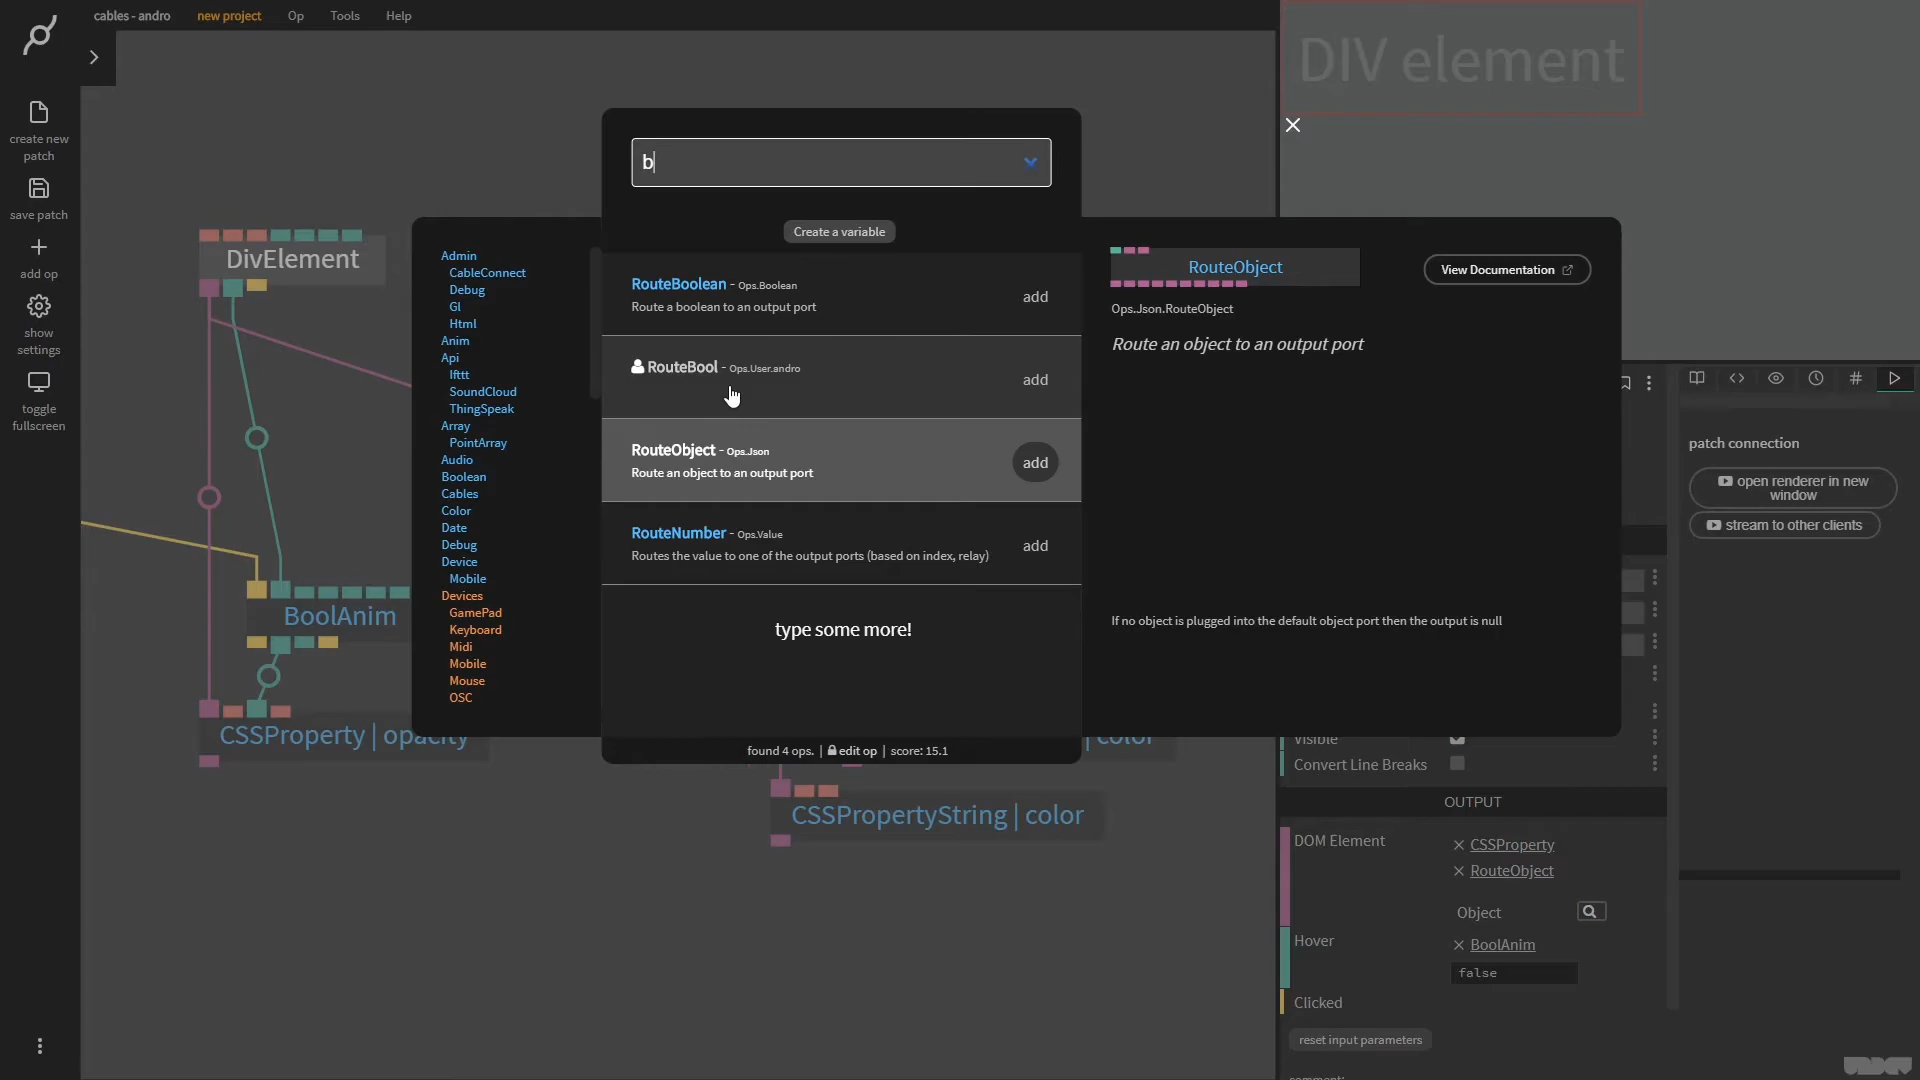 cables - andro
new project
Op
Tools
Help
DIV element
create new
patch
save patch
add op
show
settings
toggle
fullscreen
b
Create a variable
DivElement
BoolAnim
CSSProperty | opacity
CSSPropertyString | color
| color
Admin
CableConnect
Debug
Gl
Html
Anim
Api
Ifttt
SoundCloud
ThingSpeak
Array
PointArray
Audio
Boolean
Cables
Color
Date
Debug
Device
Mobile
Devices
GamePad
Keyboard
Midi
Mobile
Mouse
OSC
RouteBoolean - Ops.Boolean
Route a boolean to an output port
add
RouteBool - Ops.User.andro
add
RouteObject - Ops.Json
Route an object to an output port
add
RouteNumber - Ops.Value
Routes the value to one of the output ports (based on index, relay)
add
type some more!
found 4 ops. | edit op | score: 15.1
RouteObject
View Documentation
Ops.Json.RouteObject
Route an object to an output port
If no object is plugged into the default object port then the output is null
patch connection
open renderer in new
window
stream to other clients
Visible
Convert Line Breaks
OUTPUT
DOM Element
CSSProperty
RouteObject
Object
Hover
BoolAnim
false
Clicked
reset input parameters